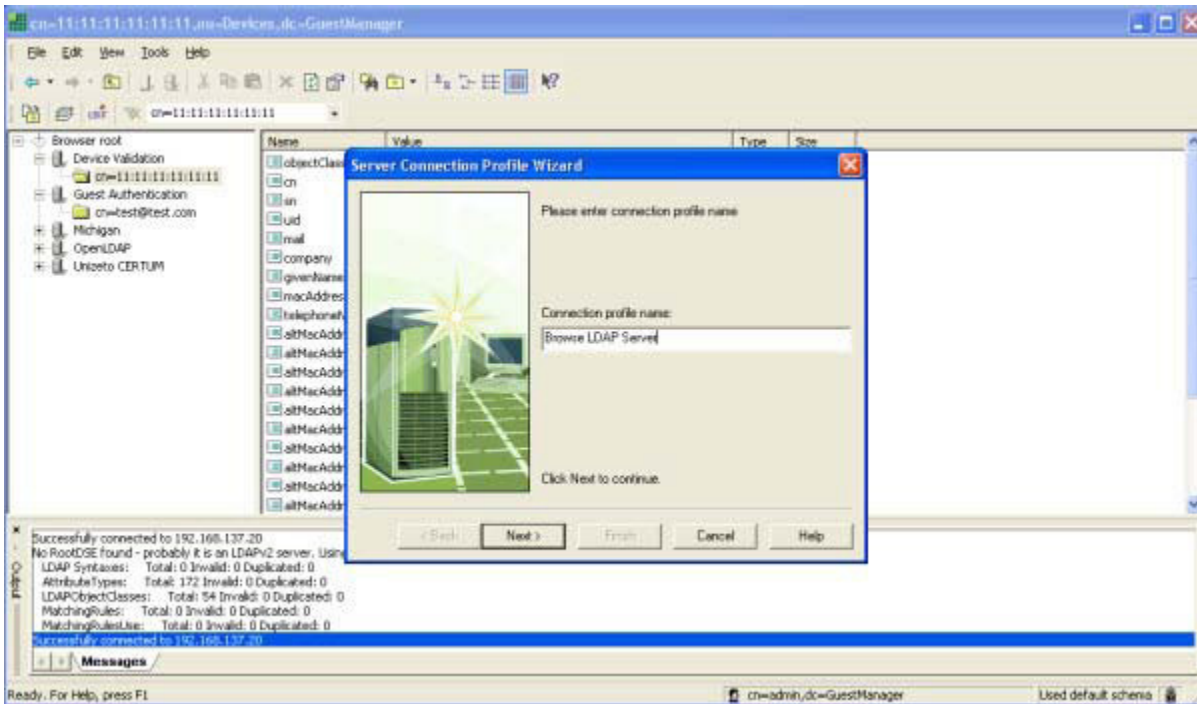 cn=11:11:11:11:11:11,ou=Devices,dc=GuestManager
File Edit View Tools Help
cn=11:11:11:11:11:11
Browser root
Device Validation
cn=11:11:11:11:11:11
Guest Authentication
cn=test@test.com
Michigan
OpenLDAP
Unizeto CERTUM
Name Value Type Size
objectClas
cn
sn
uid
mail
company
givenName
macAddres
telephoneN
altMacAddr
altMacAddr
altMacAddr
altMacAddr
altMacAddr
altMacAddr
altMacAddr
altMacAddr
altMacAddr
altMacAddr
Server Connection Profile Wizard
Please enter connection profile name
Connection profile name:
Browse LDAP Server
Click Next to continue.
< Back Next > Finish Cancel Help
Output
Successfully connected to 192.168.137.20
No RootDSE found - probably it is an LDAPv2 server. Using
LDAP Syntaxes: Total: 0 Invalid: 0 Duplicated: 0
AttributeTypes: Total: 172 Invalid: 0 Duplicated: 0
LDAPObjectClasses: Total: 54 Invalid: 0 Duplicated: 0
MatchingRules: Total: 0 Invalid: 0 Duplicated: 0
MatchingRulesUse: Total: 0 Invalid: 0 Duplicated: 0
Successfully connected to 192.168.137.20
Messages
Ready. For Help, press F1
cn=admin,dc=GuestManager
Used default schema